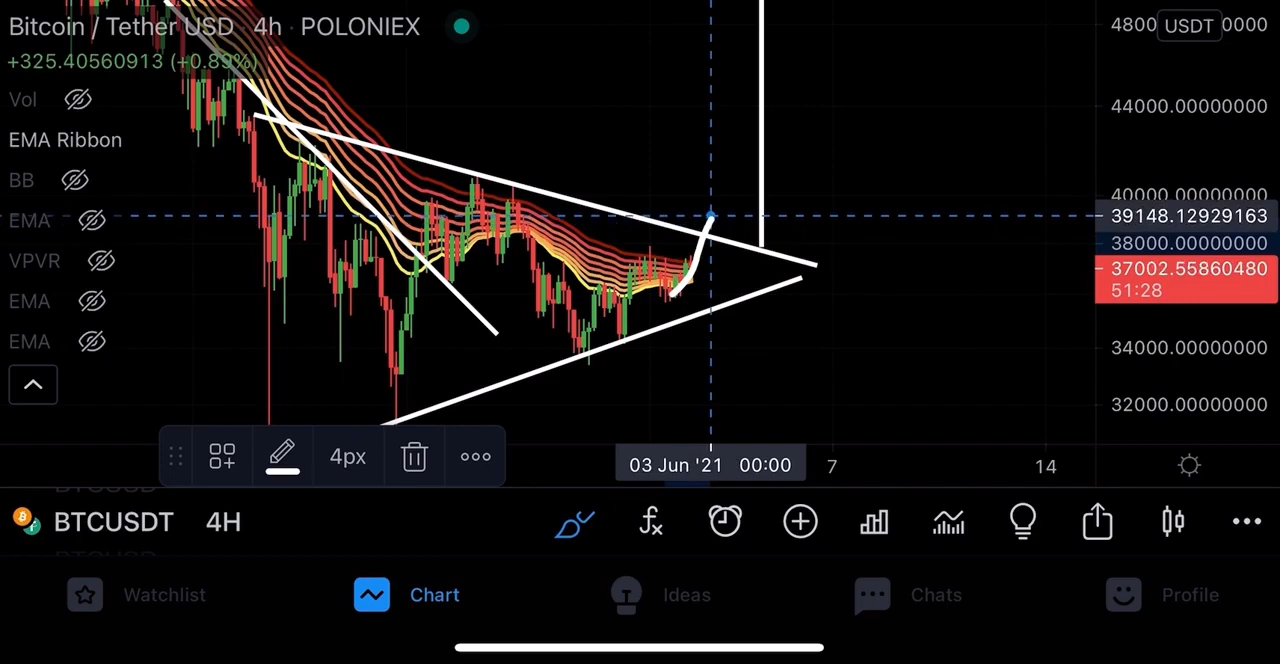 Bitcoin / Tether USD · 4h · POLONIEX
+325.40560913 (+0.89%)
Vol
EMA Ribbon
BB
EMA
VPVR
EMA
EMA
USDT
44000.00000000
40000.00000000
39148.12929163
38000.00000000
37002.55860480
51:28
34000.00000000
32000.00000000
4px
03 Jun '21 00:00
7
14
BTCUSDT 4H
Watchlist
Chart
Ideas
Chats
Profile